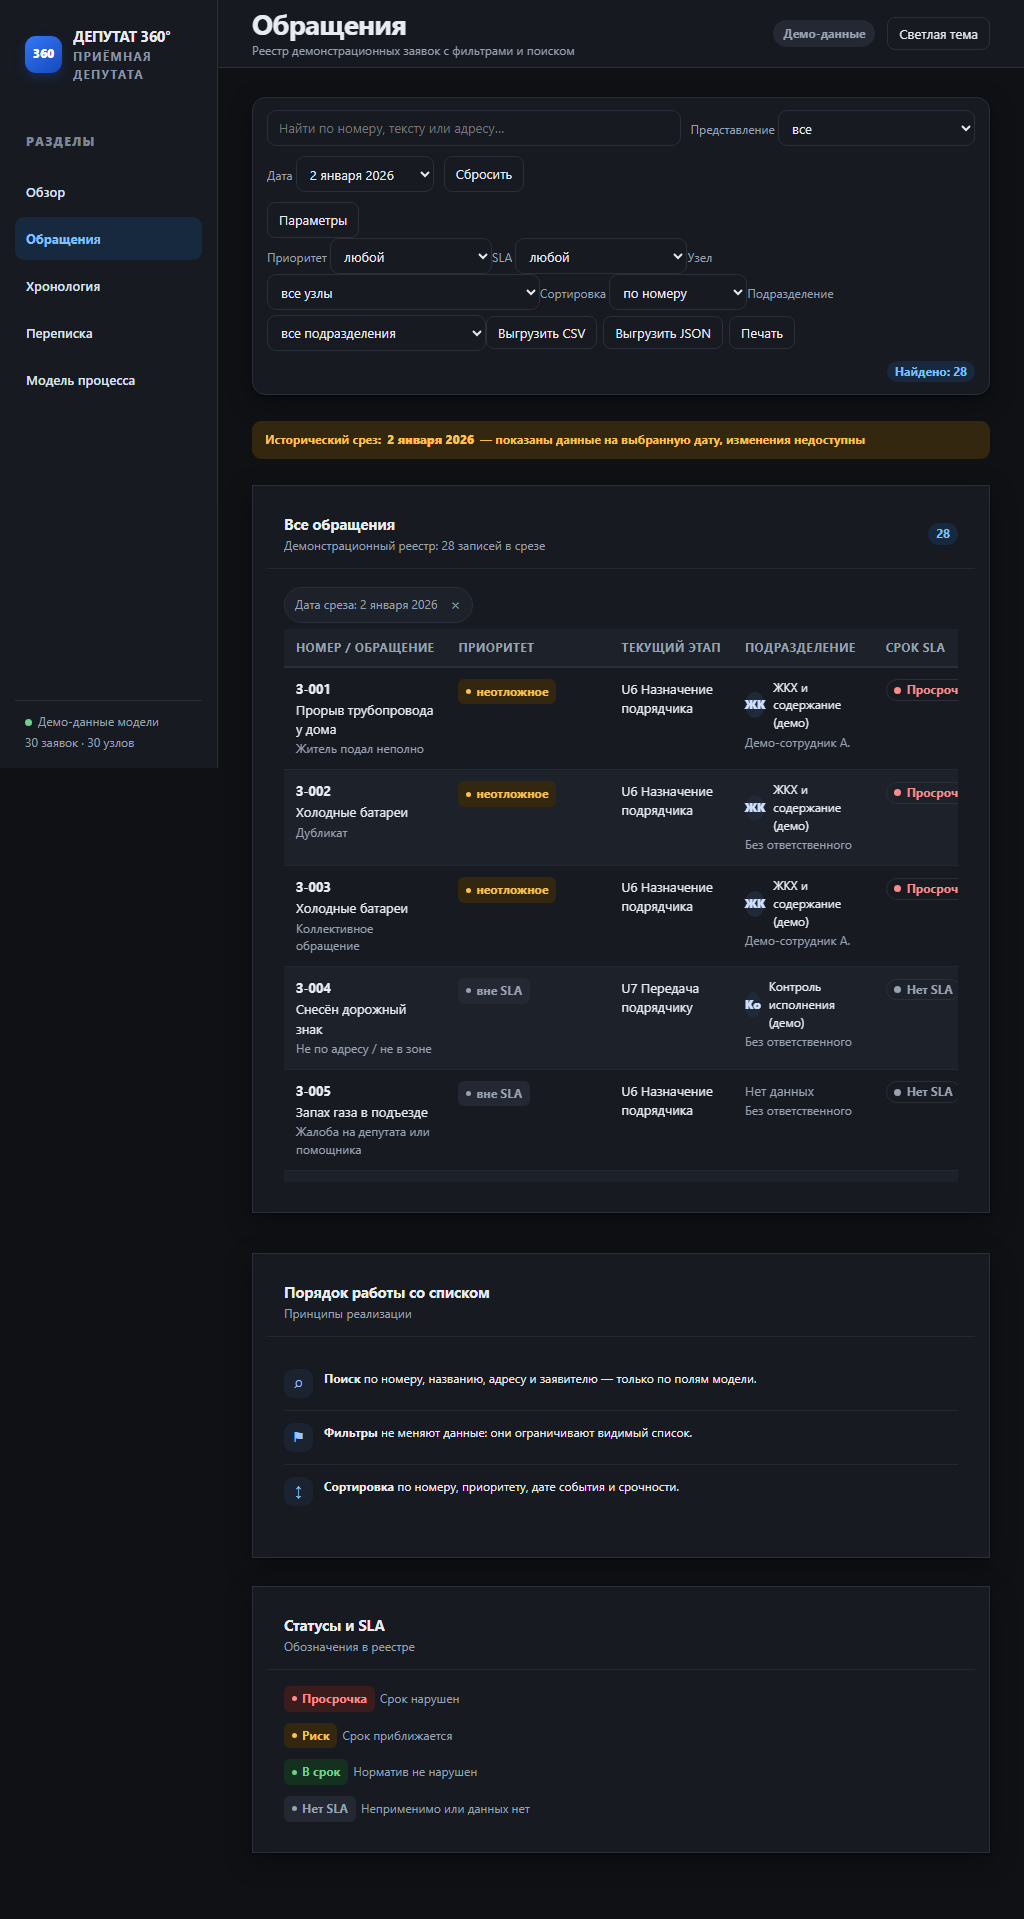 360
ДЕПУТАТ 360°
ПРИЁМНАЯ
ДЕПУТАТА
РАЗДЕЛЫ
Обзор
Обращения
Хронология
Переписка
Модель процесса
Демо-данные модели
30 заявок · 30 узлов
Обращения
Реестр демонстрационных заявок с фильтрами и поиском
Демо-данные
Светлая тема
Найти по номеру, тексту или адресу...
Представление
все
Дата
2 января 2026
Сбросить
Параметры
Приоритет любой SLA любой Узел
все узлы Сортировка по номеру Подразделение
все подразделения Выгрузить CSV Выгрузить JSON Печать
Найдено: 28
Исторический срез: 2 января 2026 — показаны данные на выбранную дату, изменения недоступны
Все обращения
Демонстрационный реестр: 28 записей в срезе
28
Дата среза: 2 января 2026 ×
НОМЕР / ОБРАЩЕНИЕ ПРИОРИТЕТ ТЕКУЩИЙ ЭТАП ПОДРАЗДЕЛЕНИЕ СРОК SLA
З-001
Прорыв трубопровода
у дома
Житель подал неполно
неотложное
U6 Назначение
подрядчика
ЖК
ЖКХ и
содержание
(демо)
Демо-сотрудник А.
Просроч
З-002
Холодные батареи
Дубликат
неотложное
U6 Назначение
подрядчика
ЖК
ЖКХ и
содержание
(демо)
Без ответственного
Просроч
З-003
Холодные батареи
Коллективное
обращение
неотложное
U6 Назначение
подрядчика
ЖК
ЖКХ и
содержание
(демо)
Демо-сотрудник А.
Просроч
З-004
Снесён дорожный
знак
Не по адресу / не в зоне
вне SLA
U7 Передача
подрядчику
Ко
Контроль
исполнения
(демо)
Без ответственного
Нет SLA
З-005
Запах газа в подъезде
Жалоба на депутата или
помощника
вне SLA
U6 Назначение
подрядчика
Нет данных
Без ответственного
Нет SLA
Порядок работы со списком
Принципы реализации
Поиск по номеру, названию, адресу и заявителю — только по полям модели.
Фильтры не меняют данные: они ограничивают видимый список.
Сортировка по номеру, приоритету, дате события и срочности.
Статусы и SLA
Обозначения в реестре
Просрочка Срок нарушен
Риск Срок приближается
В срок Норматив не нарушен
Нет SLA Неприменимо или данных нет